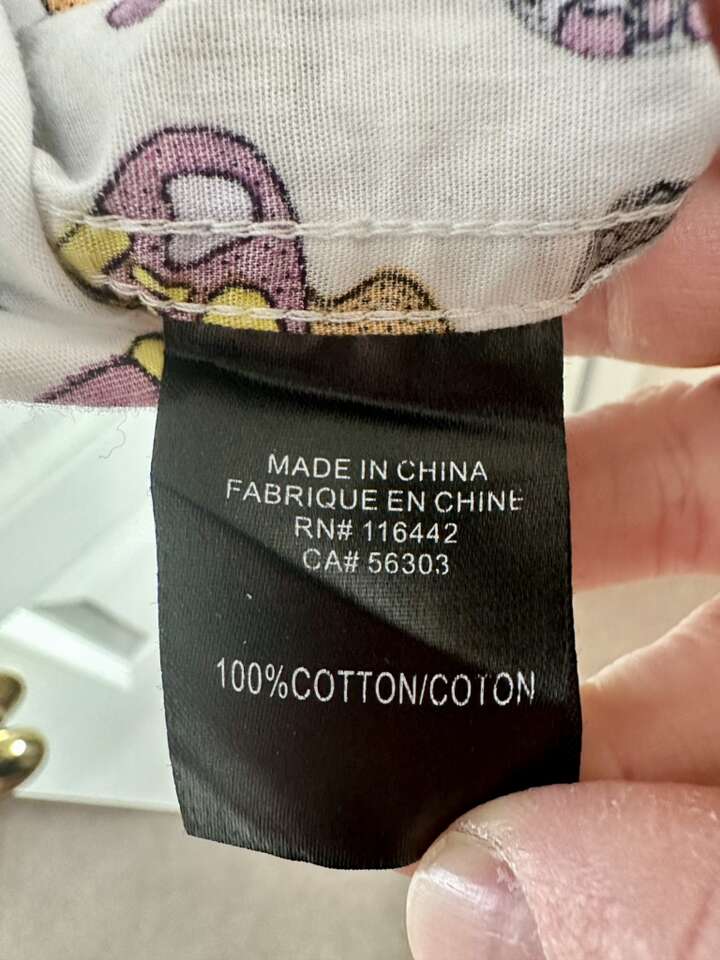 MADE IN CHINA
FABRIQUE EN CHINE
RN# 116442
CA# 56303
100%COTTON/COTON